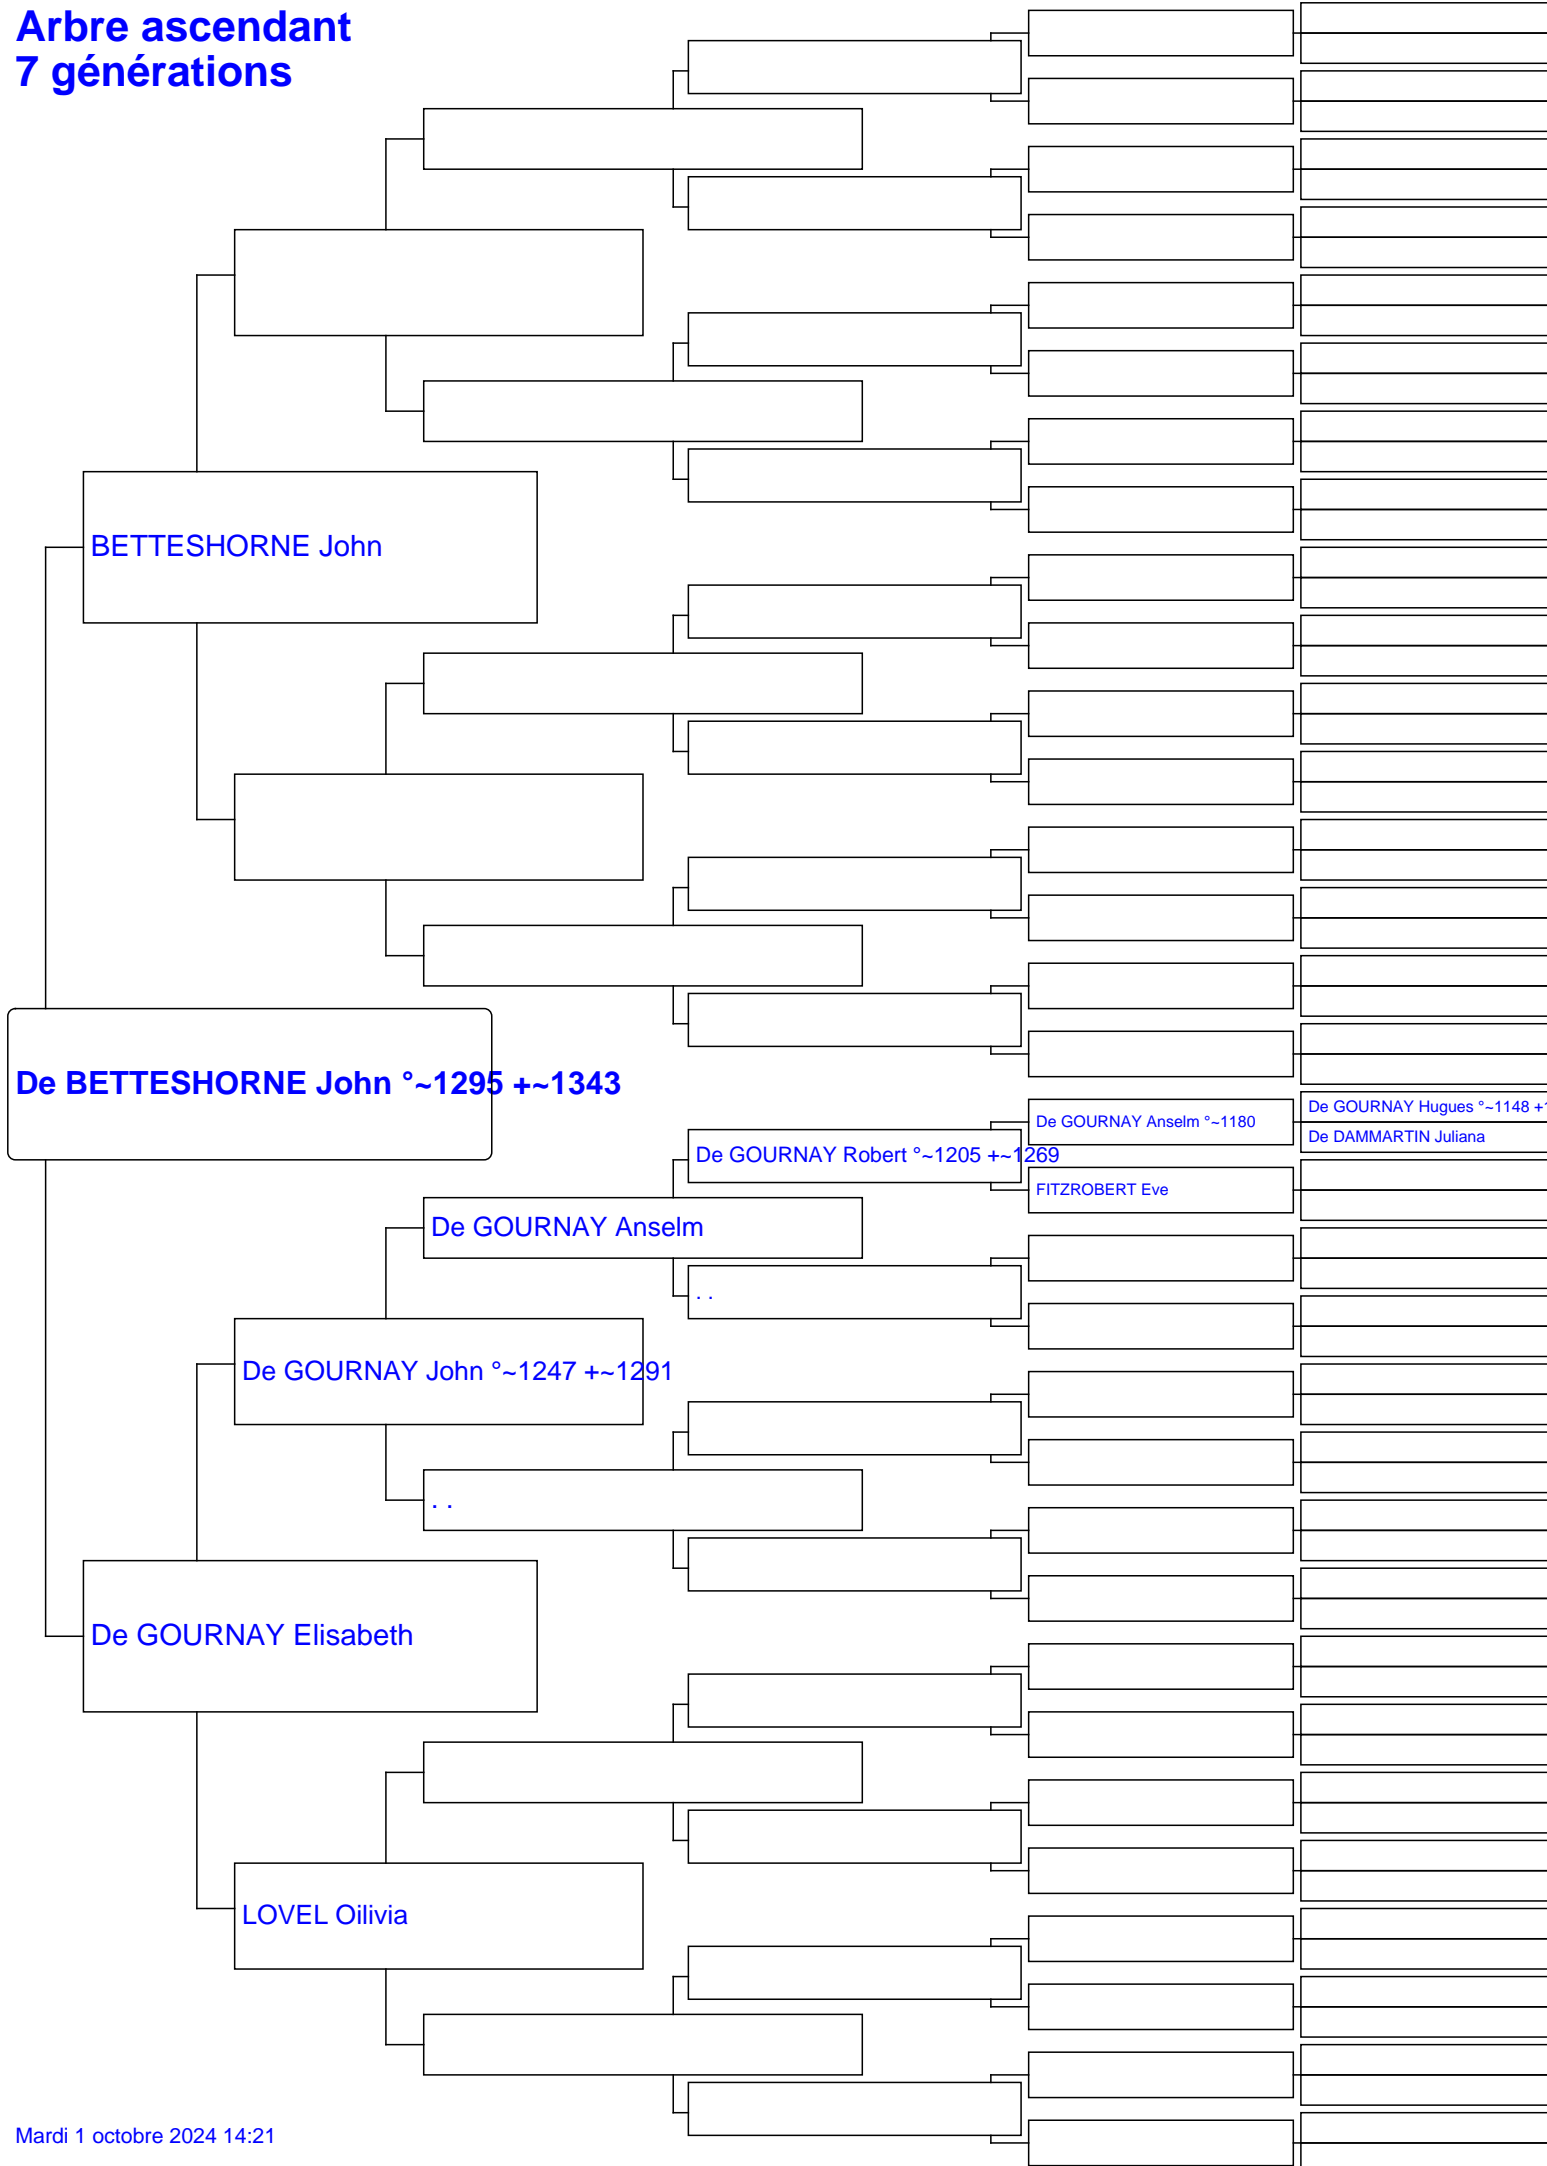 Arbre ascendant
7 générations
BETTESHORNE John
De BETTESHORNE John °~1295 +~1343
De GOURNAY Hugues °~1148 +
De GOURNAY Anselm °~1180
De DAMMARTIN Juliana
De GOURNAY Robert °~1205 +~1269
FITZROBERT Eve
De GOURNAY Anselm
. .
De GOURNAY John °~1247 +~1291
. .
De GOURNAY Elisabeth
LOVEL Oilivia
Mardi 1 octobre 2024 14:21